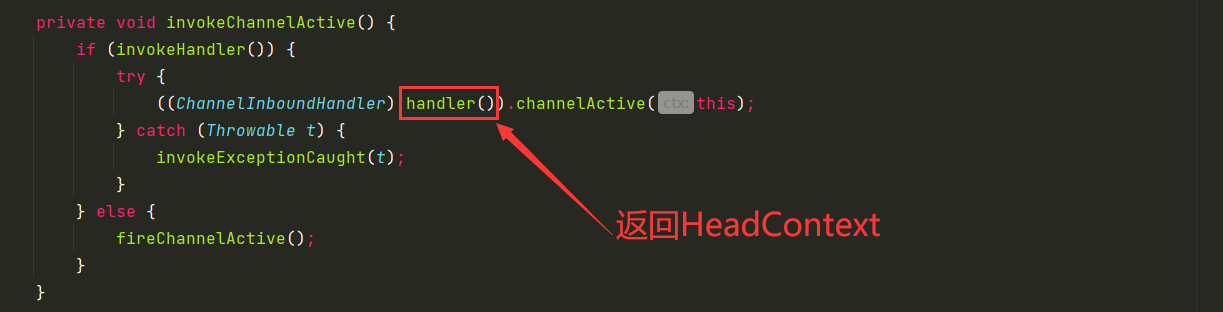 private void invokeChannelActive() {
if (invokeHandler()) {
try {
((ChannelInboundHandler) handler()).channelActive( ctx: this);
} catch (Throwable t) {
invokeExceptionCaught(t);
}
} else {
返回HeadContext
fireChannelActive();
}
}